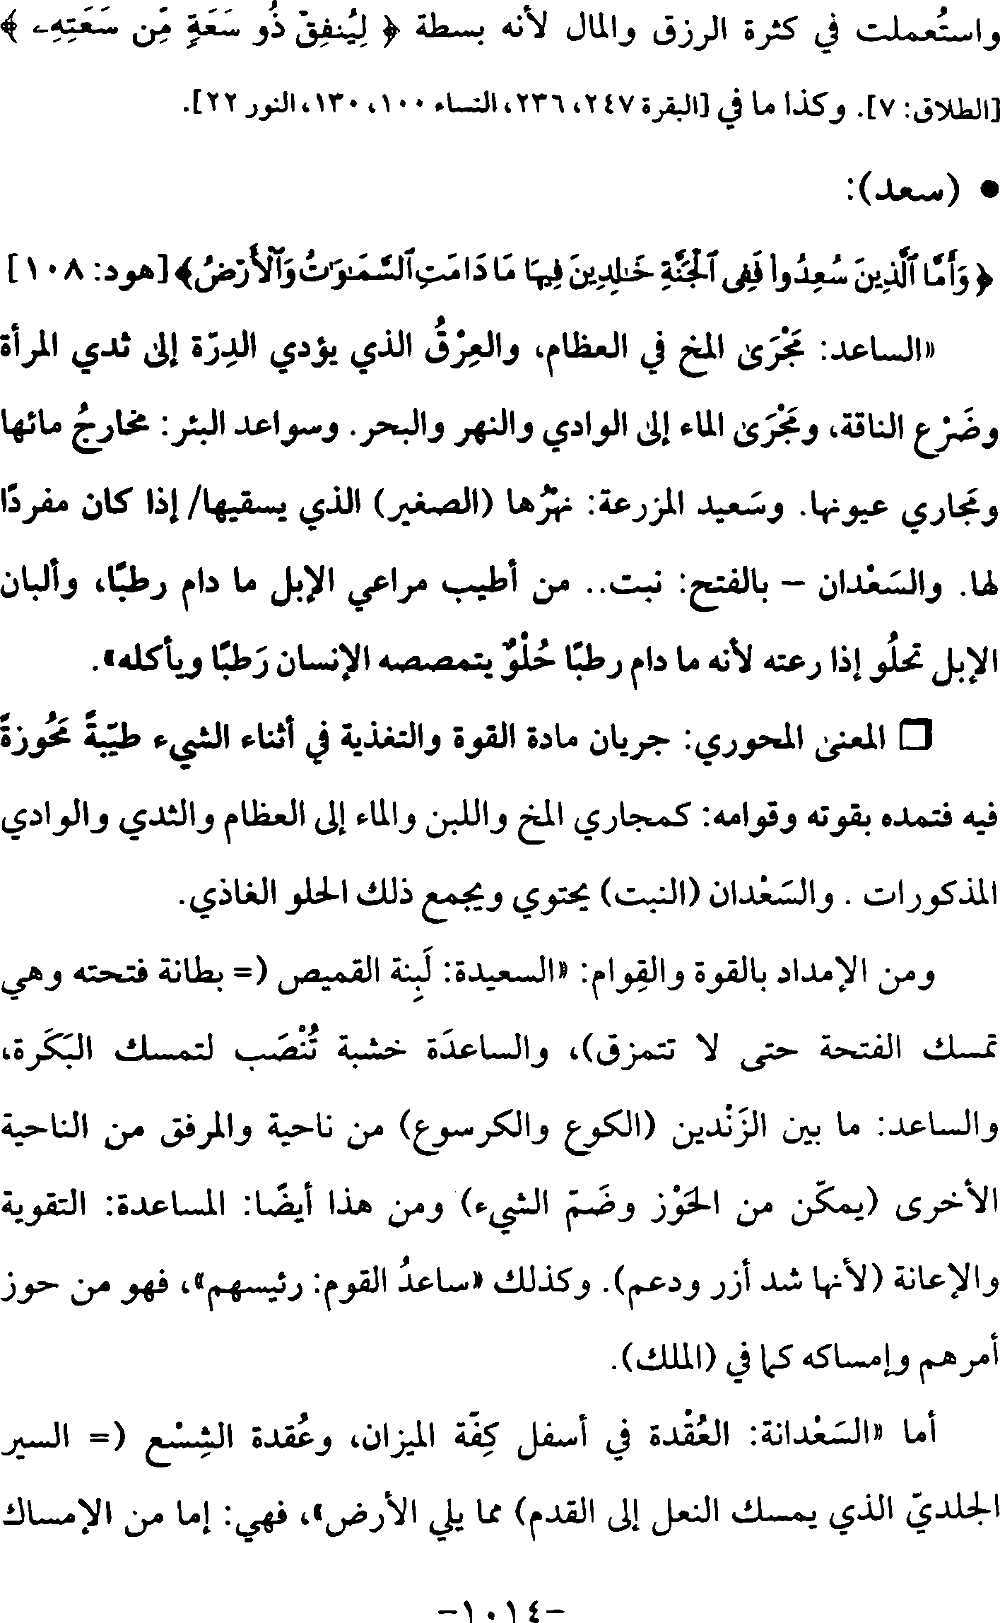 واستُعملت في كثرة الرزق والمال لأنه بسطة ﴿ لِيُنفِقْ ذُو سَعَةٍ مِّن سَعَتِهِۦ ﴾
[الطلاق: ٧]. وكذا ما في [البقرة ٢٤٧، ٢٣٦، النساء ١٠٠، ١٣٠، النور ٢٢].
● (سعد):
﴿ وَأَمَّا ٱلَّذِينَ سُعِدُوا۟ فَفِى ٱلْجَنَّةِ خَـٰلِدِينَ فِيهَا مَا دَامَتِ ٱلسَّمَـٰوَٰتُ وَٱلْأَرْضُ﴾ [هود: ١٠٨]
«الساعد: مَجْرَىٰ المخ في العظام، والعِرْقُ الذي يؤدي الدِرّة إلىٰ ثدي المرأة
وضَرْع الناقة، ومَجْرَىٰ الماء إلىٰ الوادي والنهر والبحر. وسواعد البئر: مخارجُ مائها
ومَجاري عيونها. وسَعيد المزرعة: نهرُها (الصغير) الذي يسقيها/ إذا كان مفردًا
لها. والسَعْدان – بالفتح: نبت.. من أطيب مراعي الإبل ما دام رطبًا، وألبان
الإبل تحلُو إذا رعته لأنه ما دام رطبًا حُلْوٌ يتمصصه الإنسان رَطبًا ويأكله».
❒ المعنىٰ المحوري: جريان مادة القوة والتغذية في أثناء الشيء طيّبةً مَحُوزةً
فيه فتمده بقوته وقوامه: كمجاري المخ واللبن والماء إلى العظام والثدي والوادي
المذكورات . والسَعْدان (النبت) يحتوي ويجمع ذلك الحلو الغاذي.
ومن الإمداد بالقوة والقِوام: «السعيدة: لَبِنة القميص (= بطانة فتحته وهي
تمسك الفتحة حتى لا تتمزق)، والساعدَة خشبة تُنْصَب لتمسك البَكَرة،
والساعد: ما بين الزَنْدين (الكوع والكرسوع) من ناحية والمرفق من الناحية
الأخرى (يمكّن من الحَوْز وضَمّ الشيء) ومن هذا أيضًا: المساعدة: التقوية
والإعانة (لأنها شد أزر ودعم). وكذلك «ساعدُ القوم: رئيسهم»، فهو من حوز
أمرهم وإمساكه كما في (الملك).
أما «السَعْدانة: العُقْدة في أسفل كِفّة الميزان، وعُقدة الشِسْع (= السير
الجلديّ الذي يمسك النعل إلى القدم) مما يلي الأرض»، فهي: إما من الإمساك
-١٠١٤-